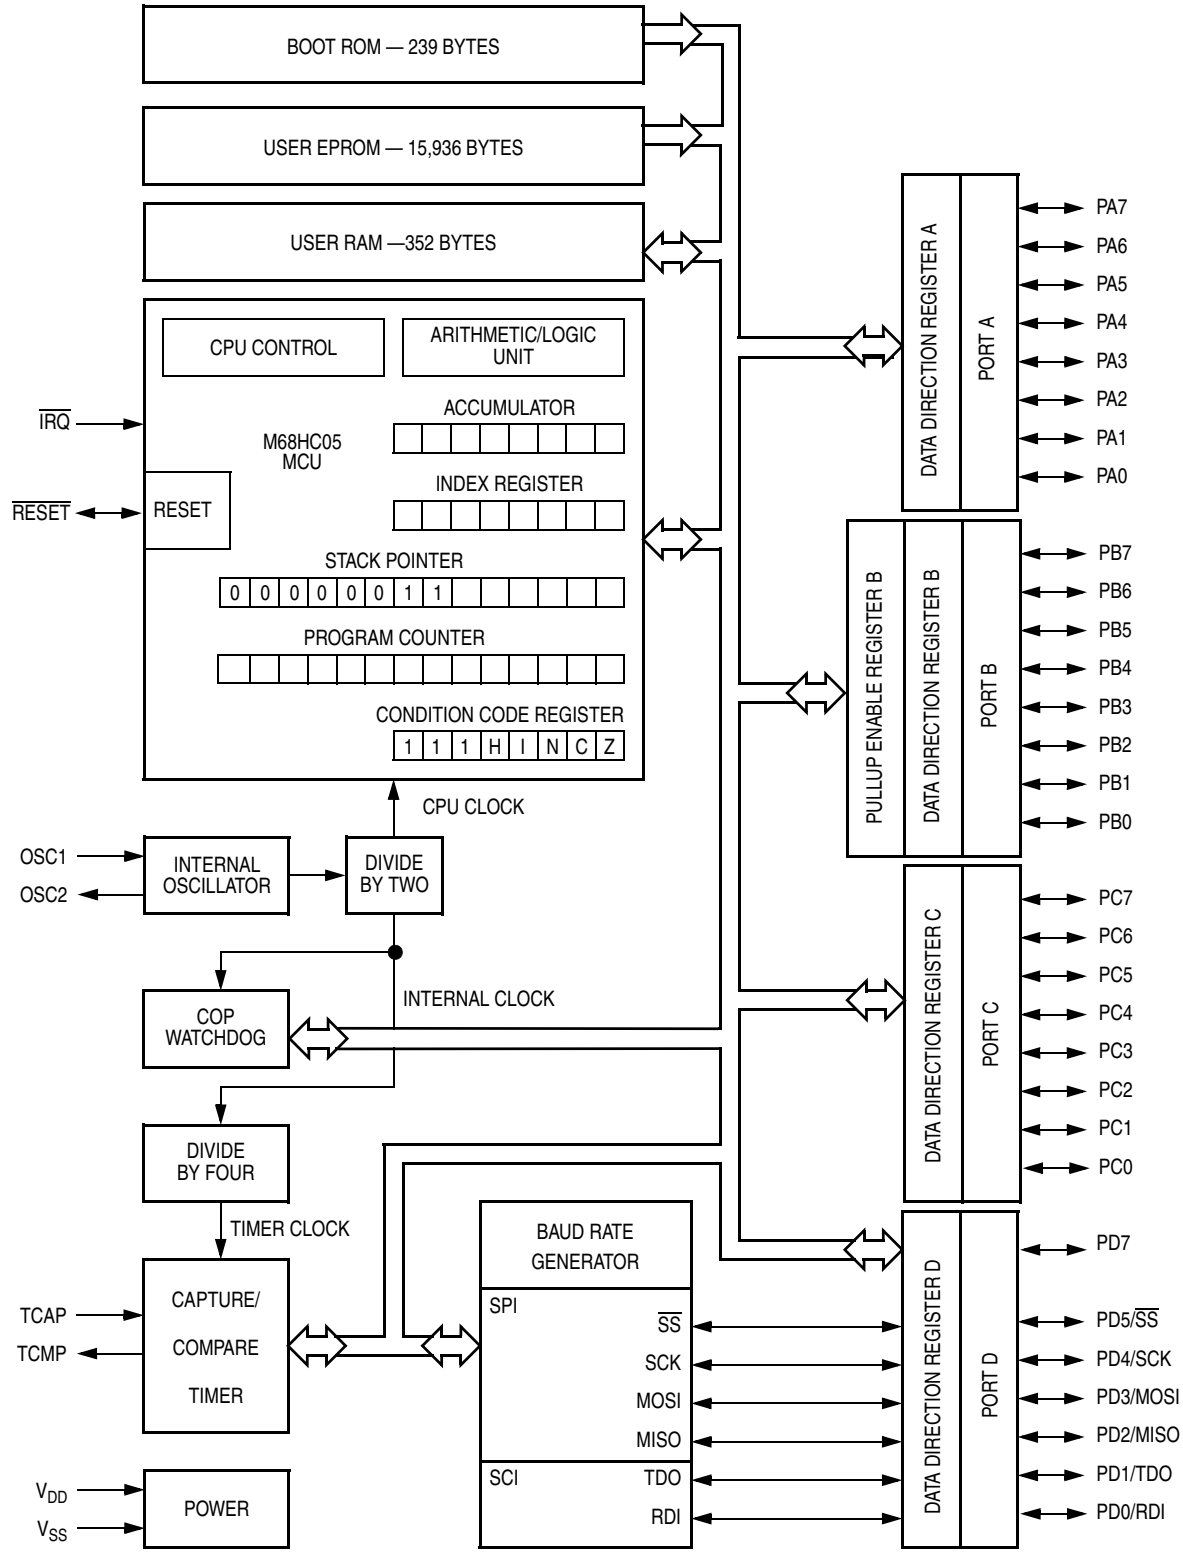 BOOT ROM — 239 BYTES
USER EPROM — 15,936 BYTES
USER RAM —352 BYTES
CPU CONTROL
ARITHMETIC/LOGIC
UNIT
M68HC05
MCU
ACCUMULATOR
INDEX REGISTER
IRQ
RESET
RESET
STACK POINTER
0 0 0 0 0 0 1 1
PROGRAM COUNTER
CONDITION CODE REGISTER
1 1 1 H I N C Z
CPU CLOCK
OSC1
OSC2
INTERNAL
OSCILLATOR
DIVIDE
BY TWO
INTERNAL CLOCK
COP
WATCHDOG
DIVIDE
BY FOUR
TIMER CLOCK
TCAP
TCMP
CAPTURE/
COMPARE
TIMER
VDD
VSS
POWER
BAUD RATE
GENERATOR
SPI
SS
SCK
MOSI
MISO
SCI
TDO
RDI
DATA DIRECTION REGISTER A
PORT A
PA7
PA6
PA5
PA4
PA3
PA2
PA1
PA0
PULLUP ENABLE REGISTER B
DATA DIRECTION REGISTER B
PORT B
PB7
PB6
PB5
PB4
PB3
PB2
PB1
PB0
DATA DIRECTION REGISTER C
PORT C
PC7
PC6
PC5
PC4
PC3
PC2
PC1
PC0
DATA DIRECTION REGISTER D
PORT D
PD7
PD5/SS
PD4/SCK
PD3/MOSI
PD2/MISO
PD1/TDO
PD0/RDI